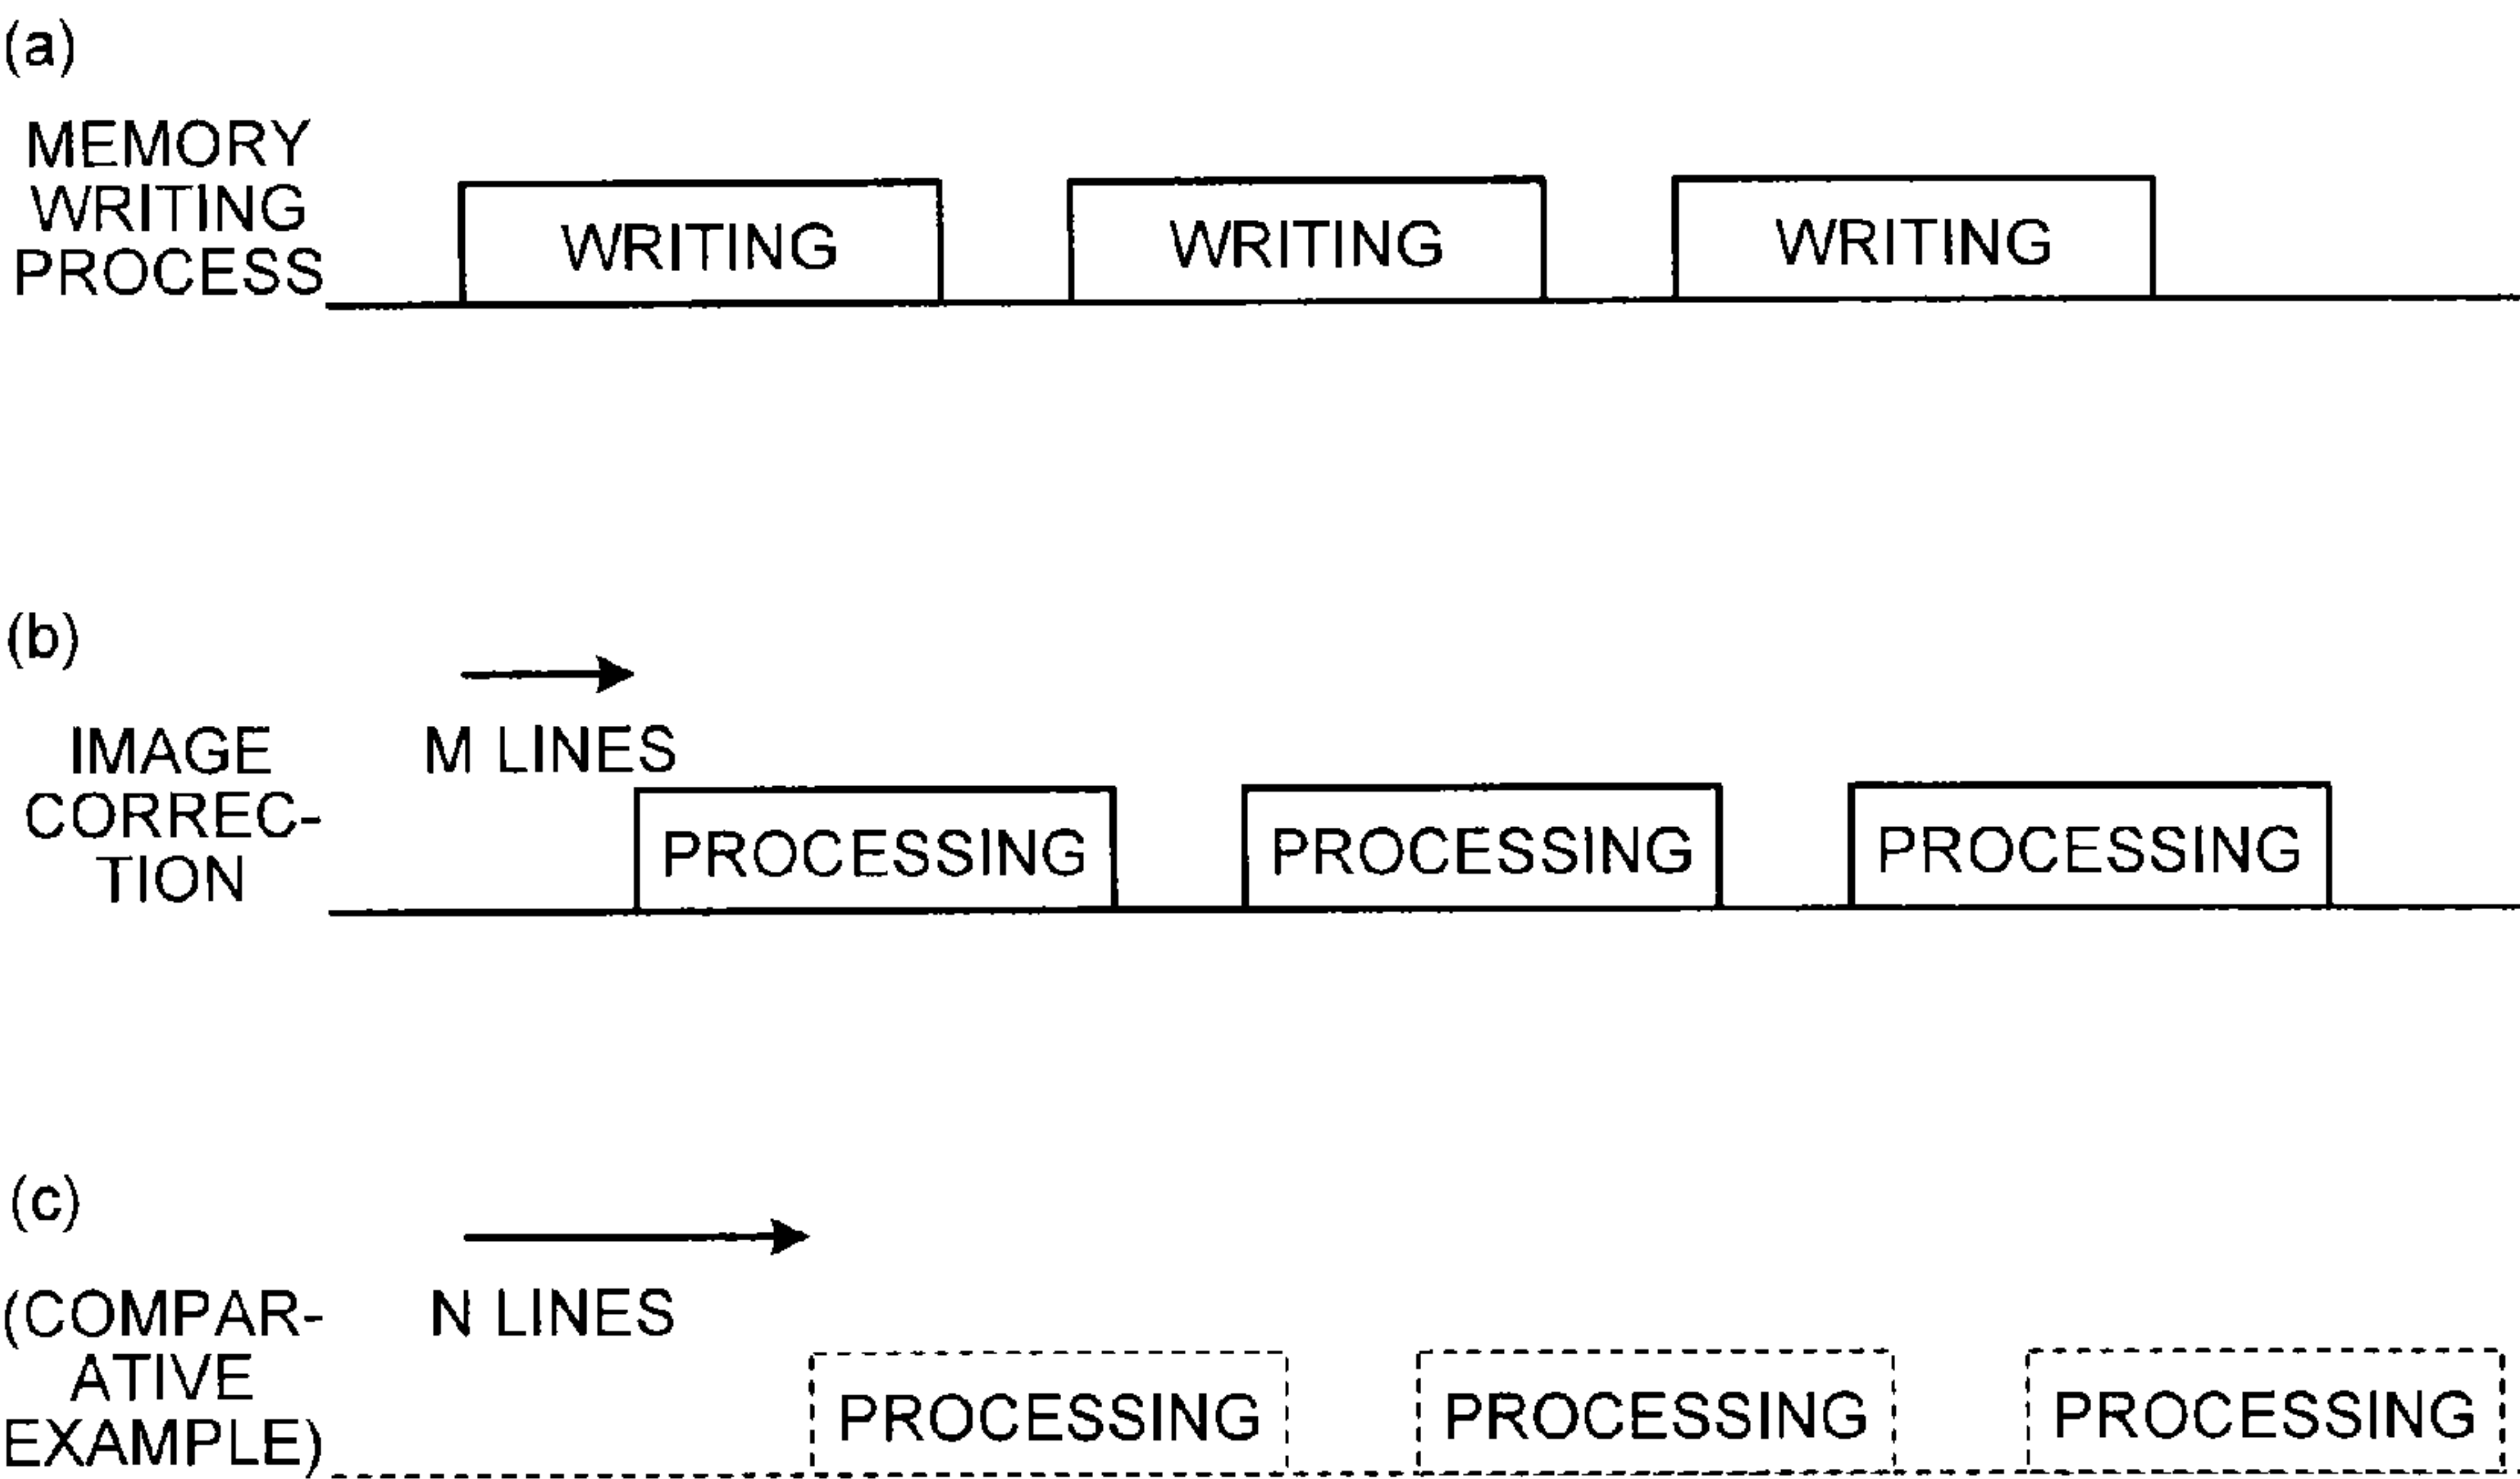 (a)
MEMORY
WRITING
PROCESS
WRITING WRITING WRITING
(b)
M LINES
IMAGE
CORREC-
TION
PROCESSING PROCESSING PROCESSING
(c)
N LINES
(COMPAR-
ATIVE
EXAMPLE)
PROCESSING PROCESSING PROCESSING